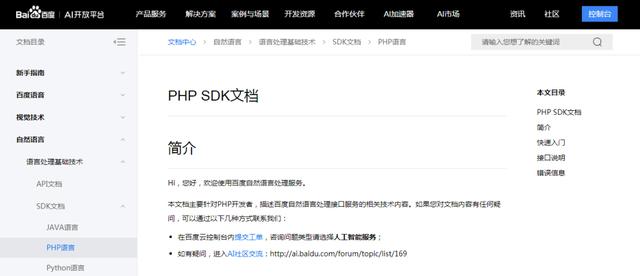 Bai百度 AI开放平台 产品服务 解决方案 案例与场景 开发资源 合作伙伴 AI加速器 AI市场 资讯 社区 控制台
文档目录
新手指南
百度语音
视觉技术
自然语言
语言处理基础技术
API文档
SDK文档
JAVA语言
PHP语言
Python语言
文档中心 > 自然语言 > 语言处理基础技术 > SDK文档 > PHP语言
请输入您想了解的关键词
PHP SDK文档
简介
Hi，您好，欢迎使用百度自然语言处理服务。
本文档主要针对PHP开发者，描述百度自然语言处理接口服务的相关技术内容。如果您对文档内容有任何疑
问，可以通过以下几种方式联系我们：
• 在百度云控制台内提交工单，咨询问题类型请选择人工智能服务；
• 如有疑问，进入AI社区交流：http://ai.baidu.com/forum/topic/list/169
本文目录
PHP SDK文档
简介
快速入门
接口说明
错误信息